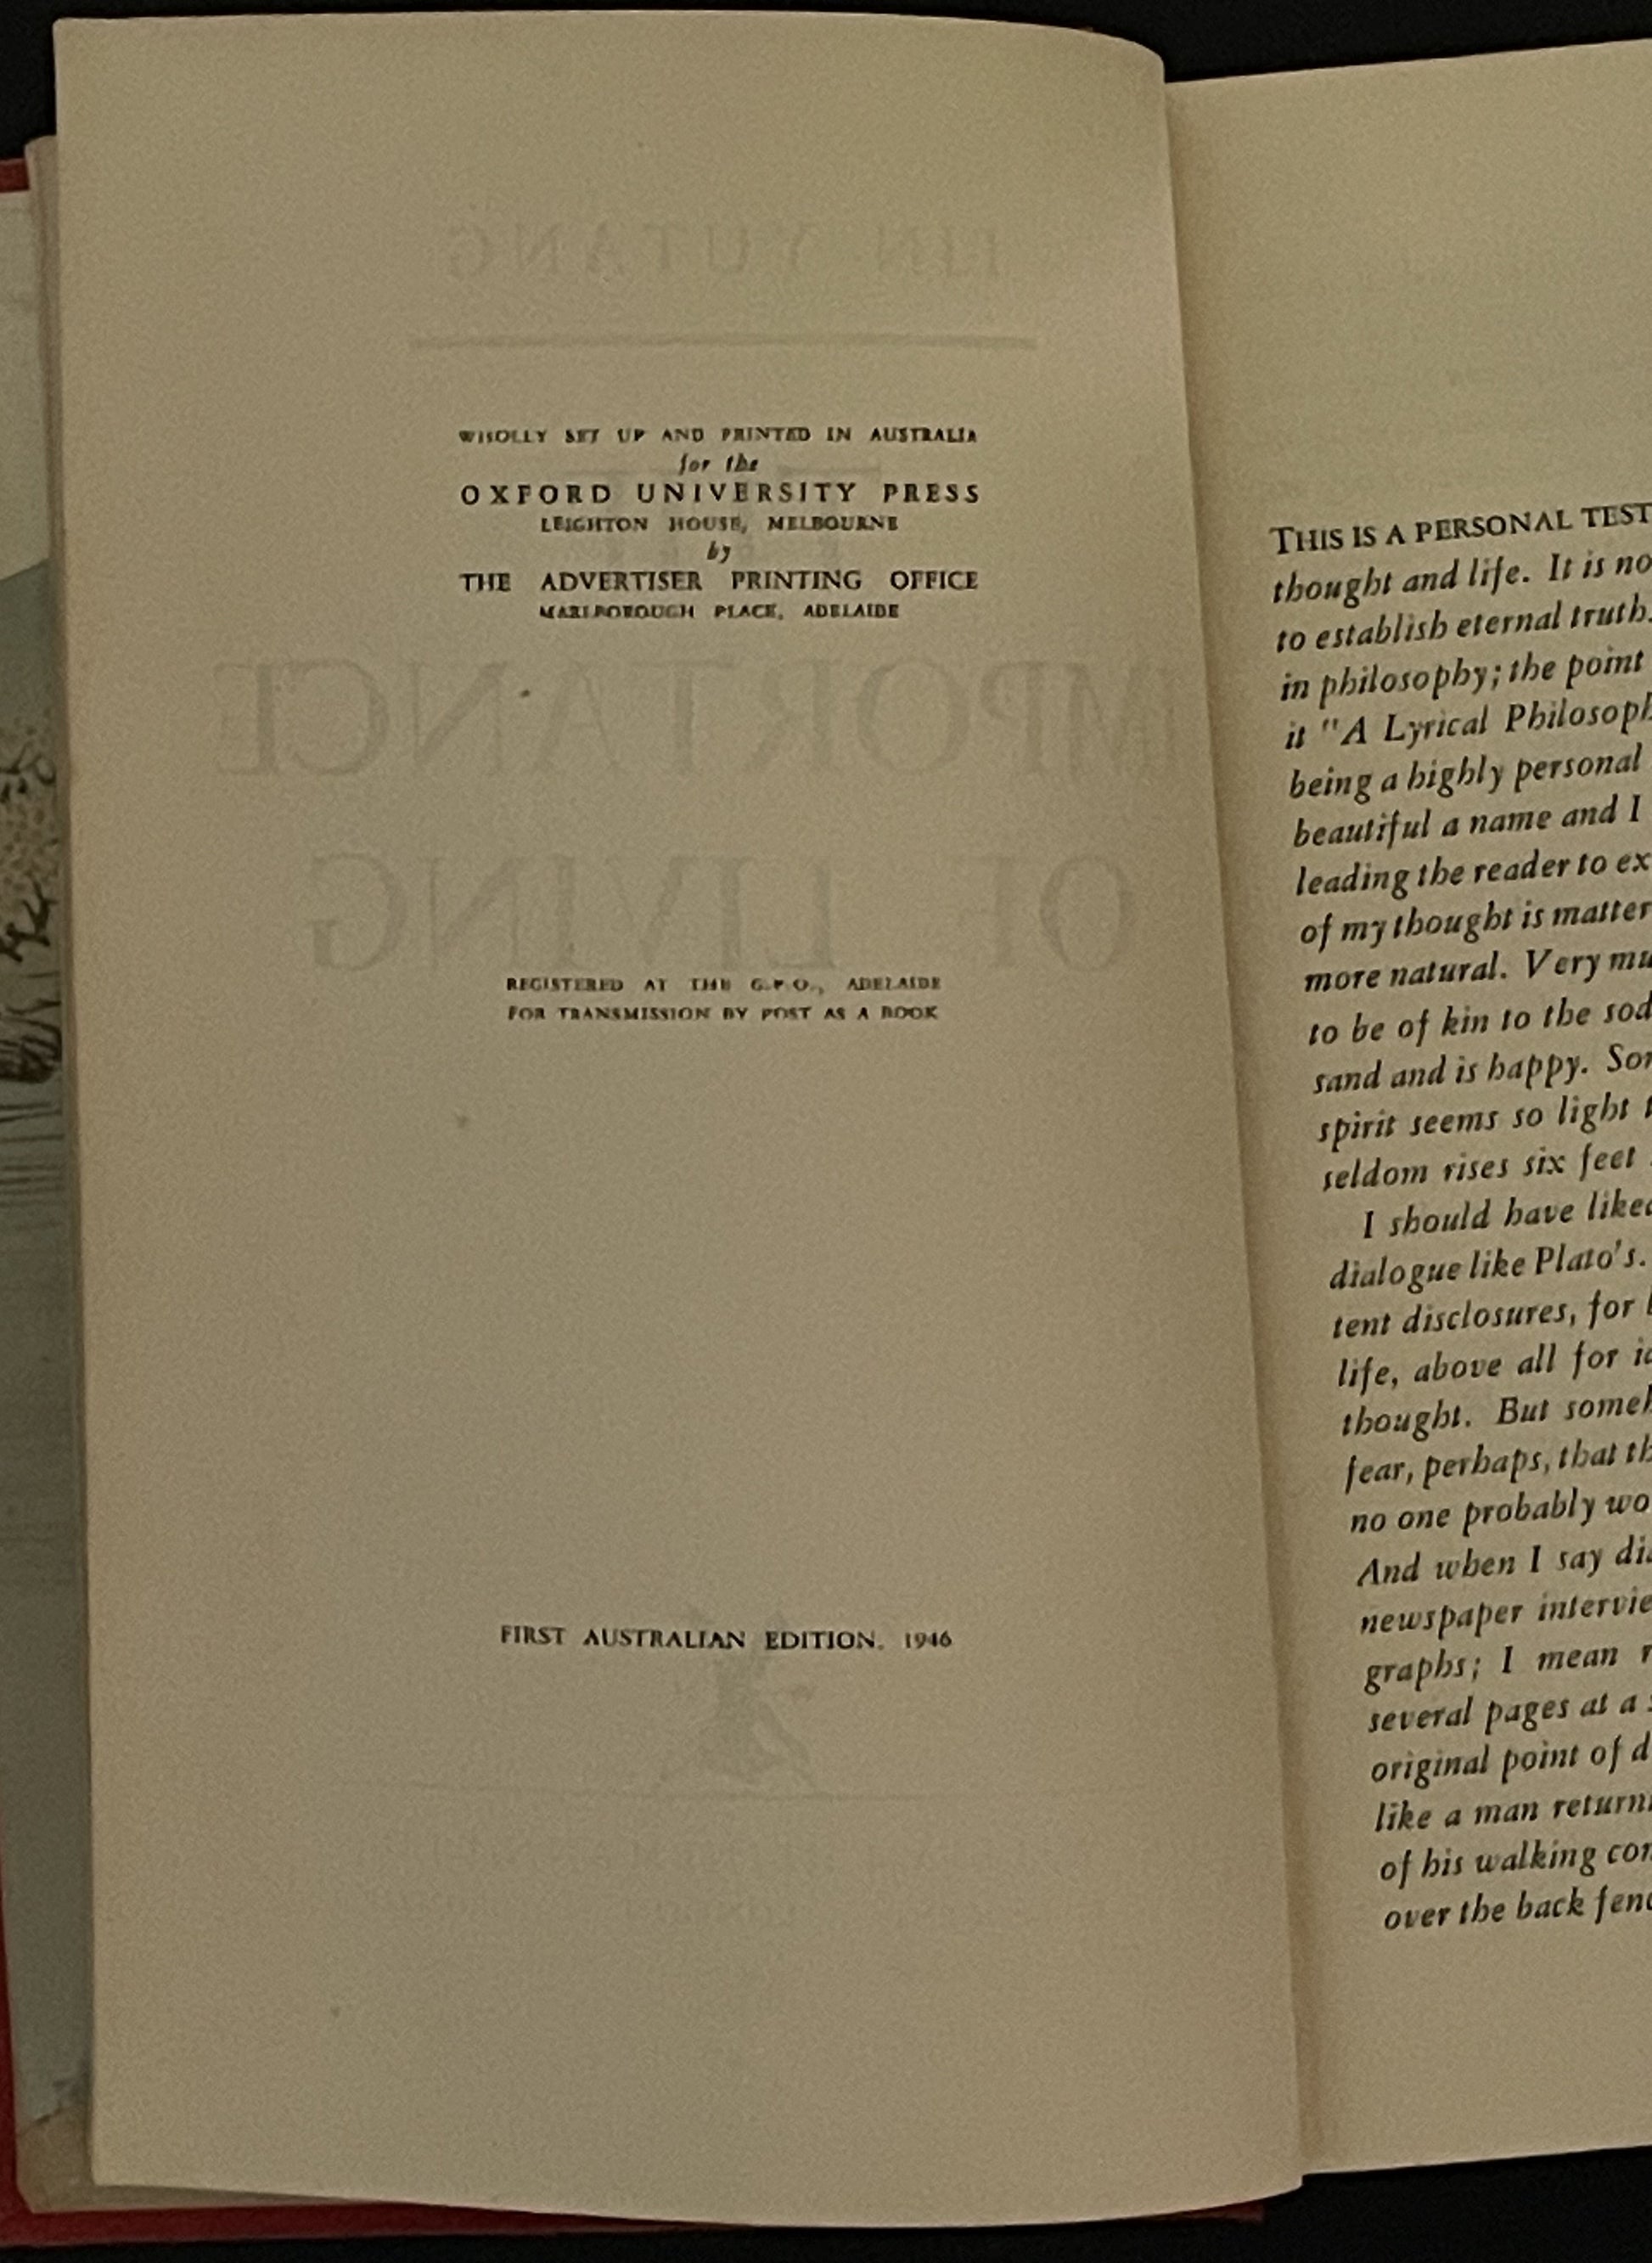 WHOLLY SET UP AND PRINTED IN AUSTRALIA
for the
OXFORD UNIVERSITY PRESS
LEIGHTON HOUSE, MELBOURNE
by
THE ADVERTISER PRINTING OFFICE
MARLBOROUGH PLACE, ADELAIDE
REGISTERED AT THE G.P.O., ADELAIDE
FOR TRANSMISSION BY POST AS A BOOK
FIRST AUSTRALIAN EDITION, 1946
THIS IS A PERSONAL TEST
thought and life. It is no
to establish eternal truth.
in philosophy; the point
it "A Lyrical Philosoph
being a highly personal
beautiful a name and I
leading the reader to ex
of my thought is matter
more natural. Very mu
to be of kin to the sod
sand and is happy. Som
spirit seems so light t
seldom rises six feet
I should have liked
dialogue like Plato's.
tent disclosures, for
life, above all for id
thought. But someh
fear, perhaps, that th
no one probably wo
And when I say dia
newspaper intervie
graphs; I mean r
several pages at a s
original point of d
like a man return
of his walking com
over the back fenc